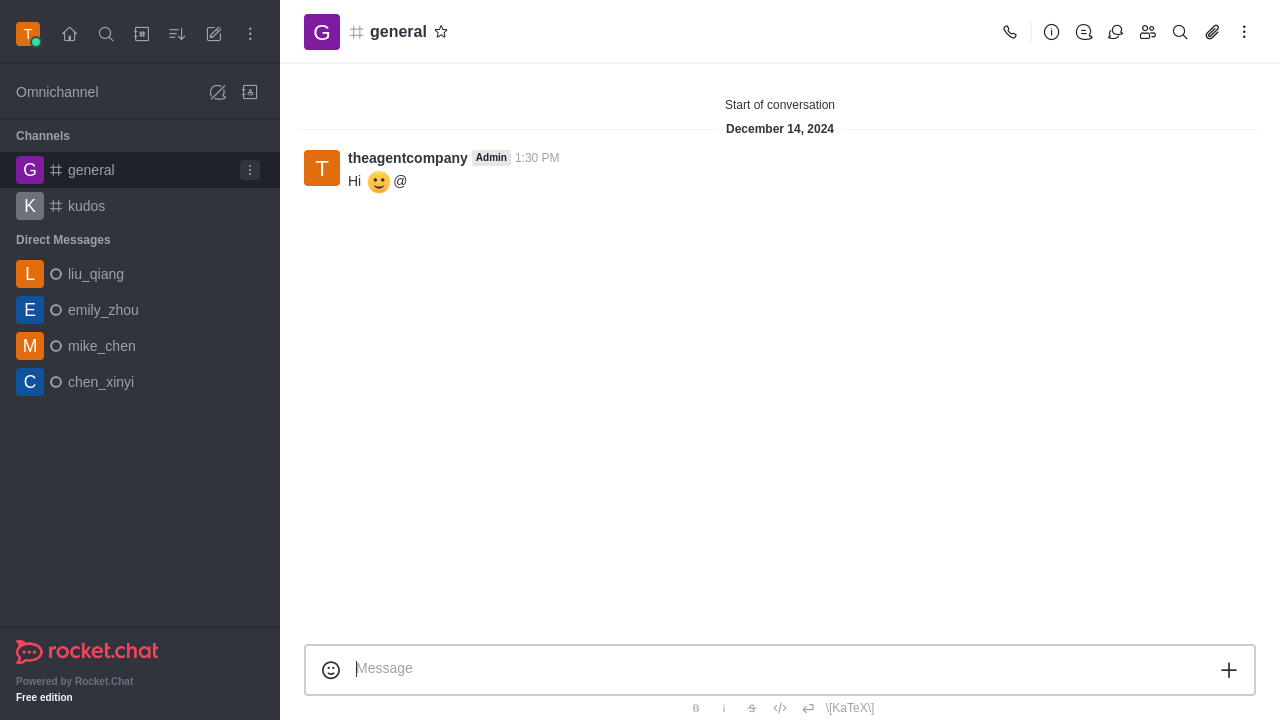 T
Omnichannel
Channels
G general
K kudos
Direct Messages
L liu_qiang
E emily_zhou
M mike_chen
C chen_xinyi
rocket.chat
Powered by Rocket.Chat
Free edition
G general
Start of conversation
December 14, 2024
T theagentcompany Admin 1:30 PM
Hi 🙂 @
Message
B i S \[KaTeX\]